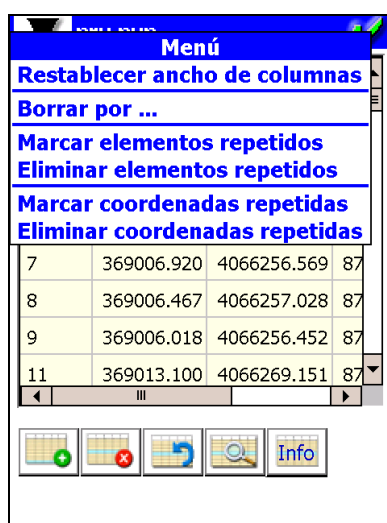 Menú
Restablecer ancho de columnas
Borrar por ...
Marcar elementos repetidos
Eliminar elementos repetidos
Marcar coordenadas repetidas
Eliminar coordenadas repetidas
7 369006.920 4066256.569 87
8 369006.467 4066257.028 87
9 369006.018 4066256.452 87
11 369013.100 4066269.151 87
Info